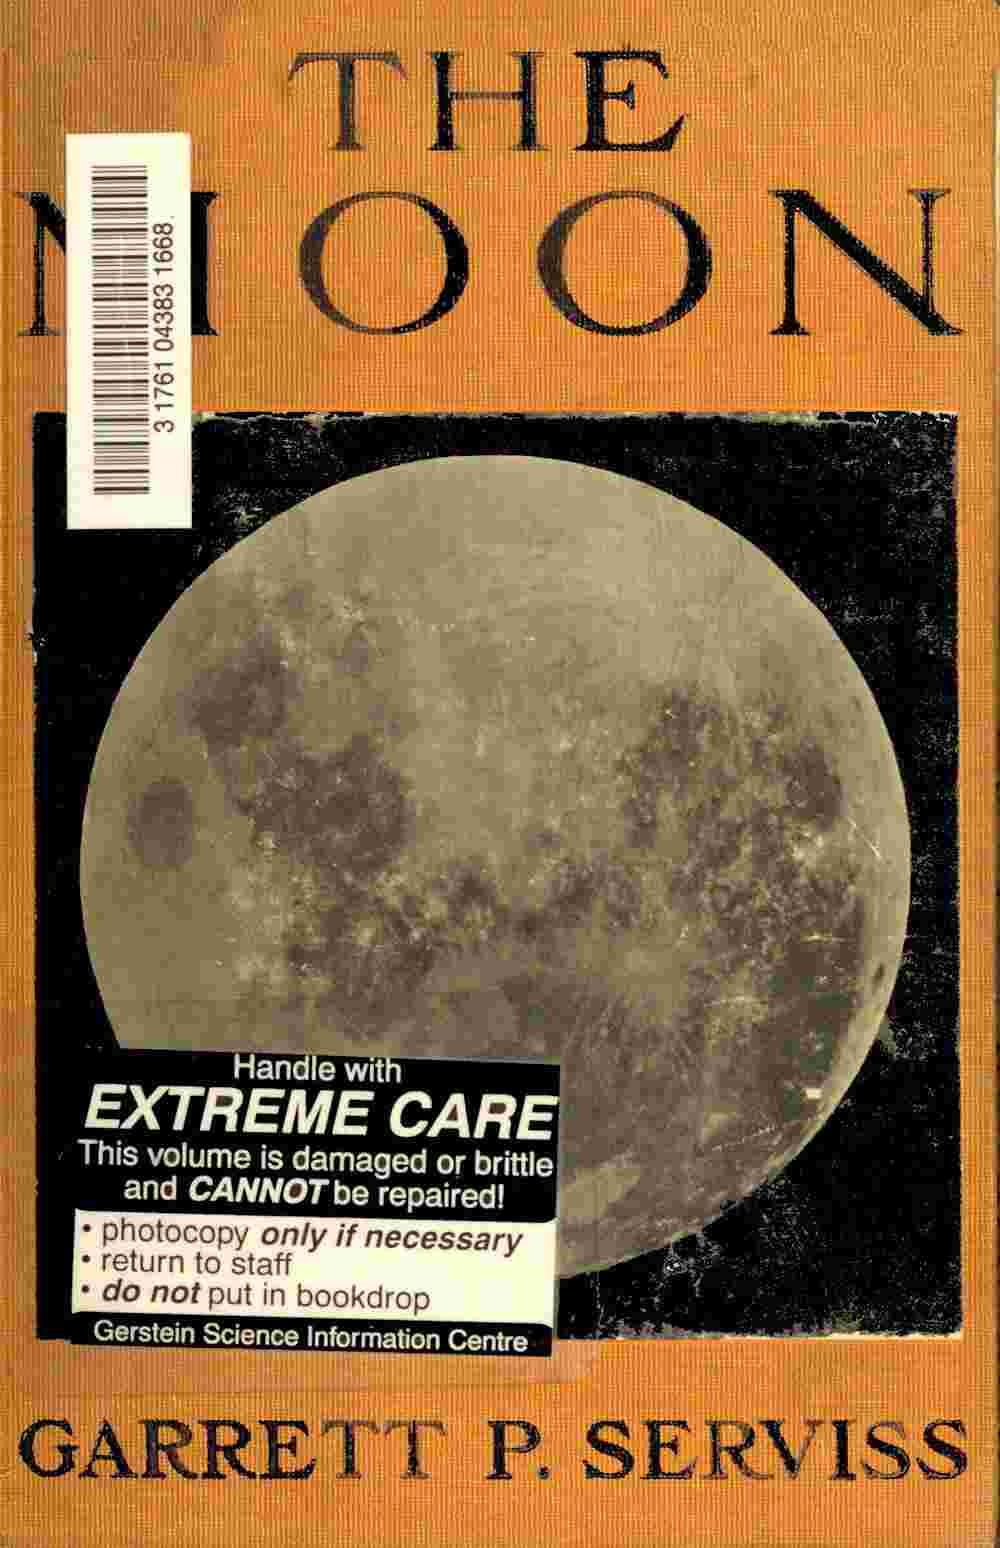 THE
MOON
3 1761 04383 1668
Handle with
EXTREME CARE
This volume is damaged or brittle
and CANNOT be repaired!
• photocopy only if necessary
• return to staff
• do not put in bookdrop
Gerstein Science Information Centre
GARRETT P. SERVISS